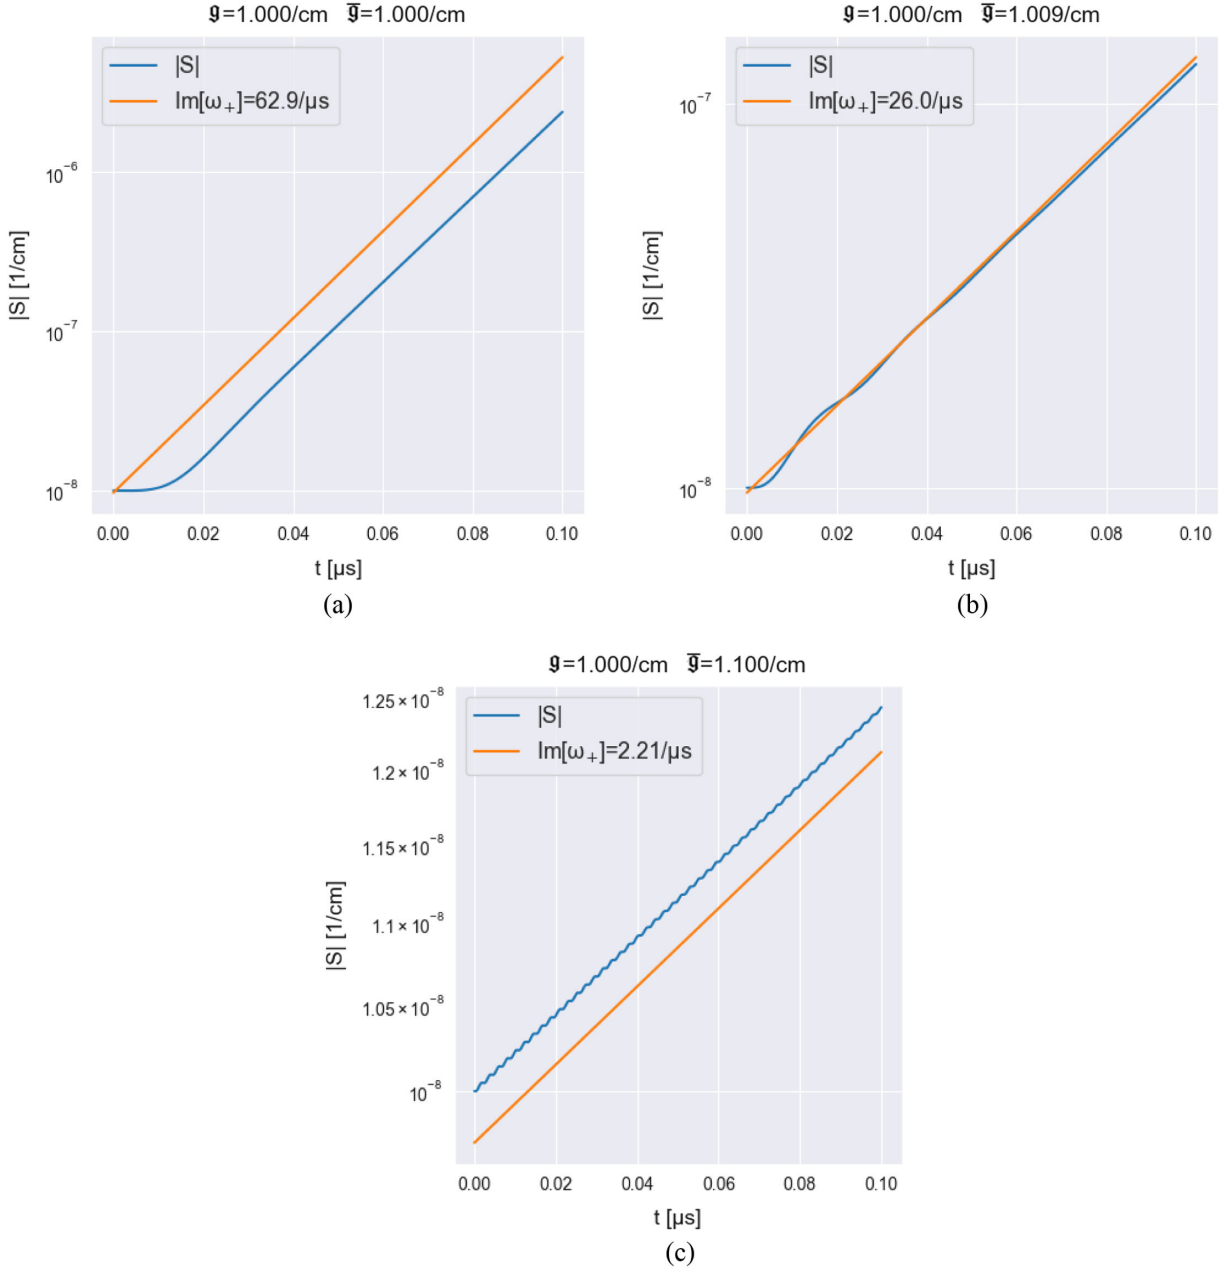 𝖌=1.000/cm 𝖌̅=1.000/cm
|S|
Im[ω₊]=62.9/μs
10⁻⁶
10⁻⁷
10⁻⁸
|S| [1/cm]
0.00 0.02 0.04 0.06 0.08 0.10
t [μs]
(a)
𝖌=1.000/cm 𝖌̅=1.009/cm
|S|
Im[ω₊]=26.0/μs
10⁻⁷
10⁻⁸
|S| [1/cm]
0.00 0.02 0.04 0.06 0.08 0.10
t [μs]
(b)
𝖌=1.000/cm 𝖌̅=1.100/cm
|S|
Im[ω₊]=2.21/μs
1.25 × 10⁻⁸
1.2 × 10⁻⁸
1.15 × 10⁻⁸
1.1 × 10⁻⁸
1.05 × 10⁻⁸
10⁻⁸
|S| [1/cm]
0.00 0.02 0.04 0.06 0.08 0.10
t [μs]
(c)